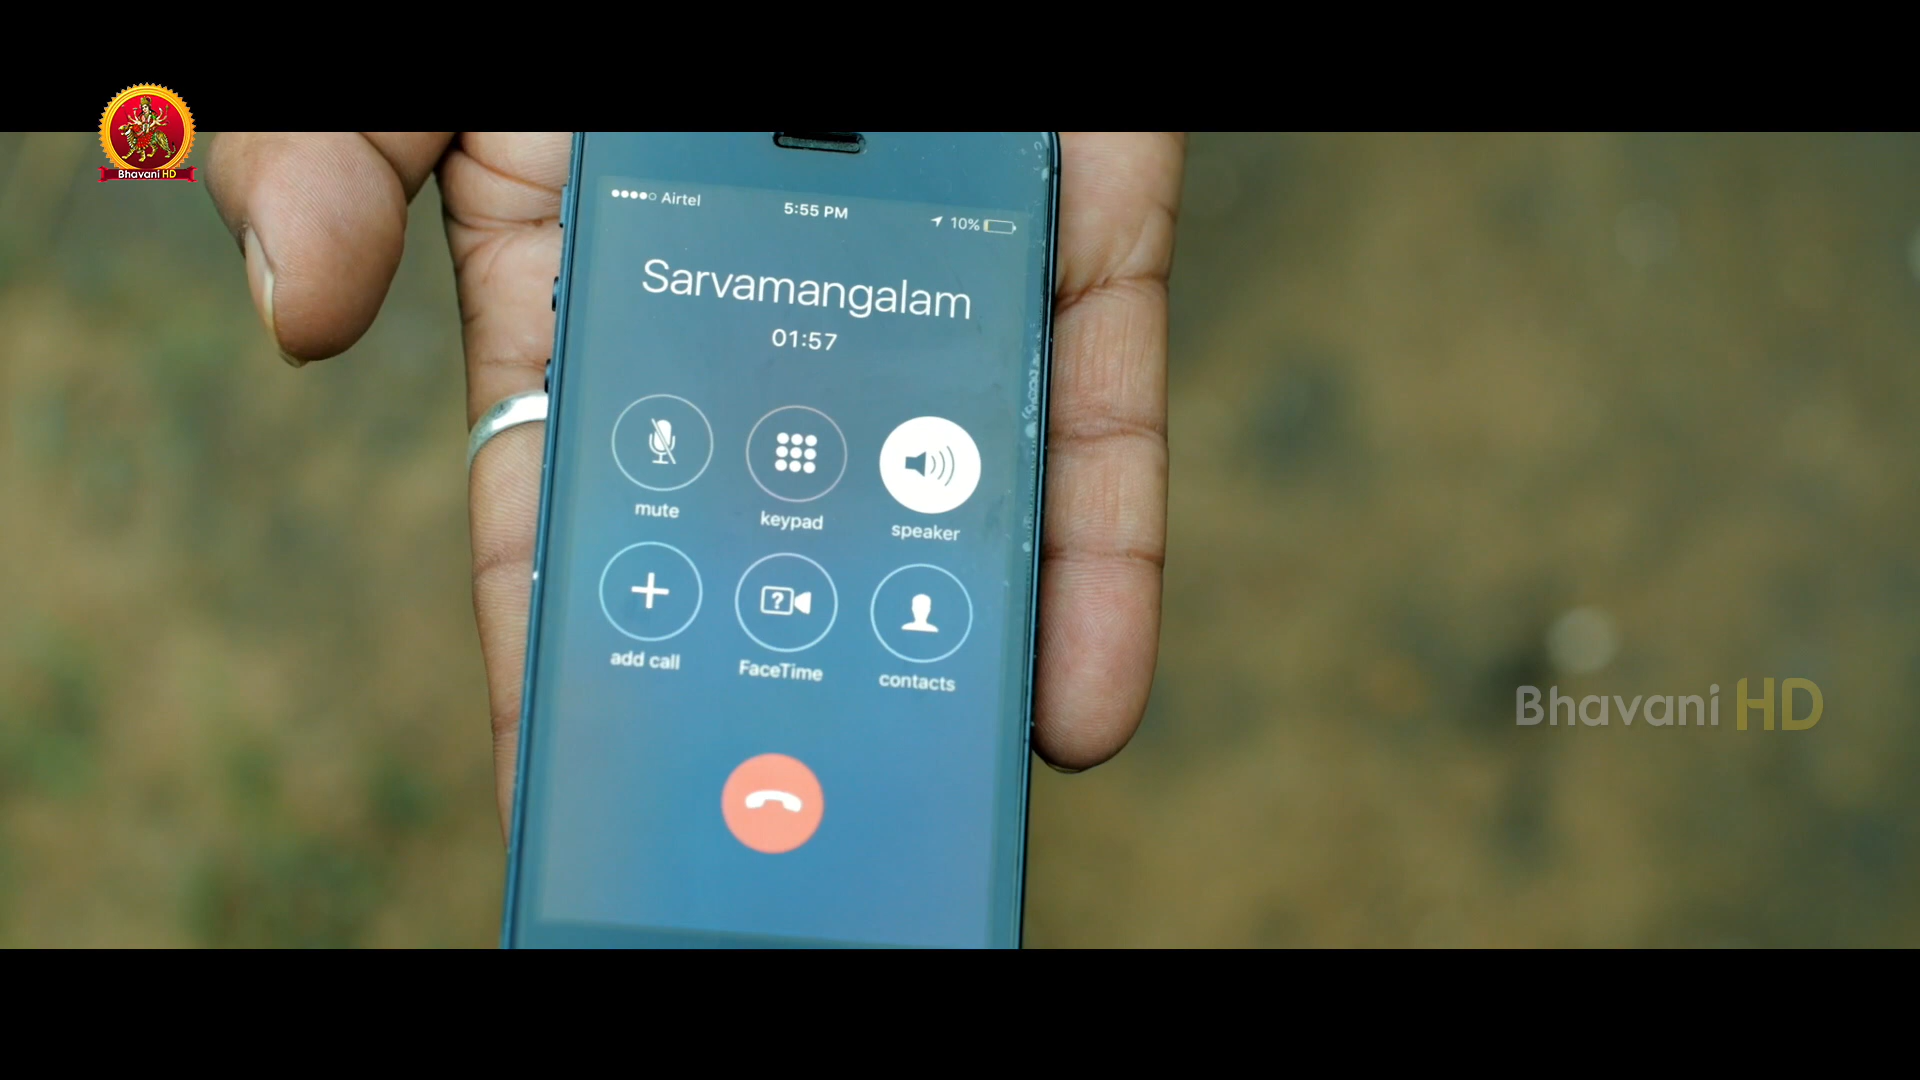 Bhavani HD
Airtel
5:55 PM
10%
Sarvamangalam
01:57
mute
keypad
speaker
add call
FaceTime
contacts
Bhavani HD